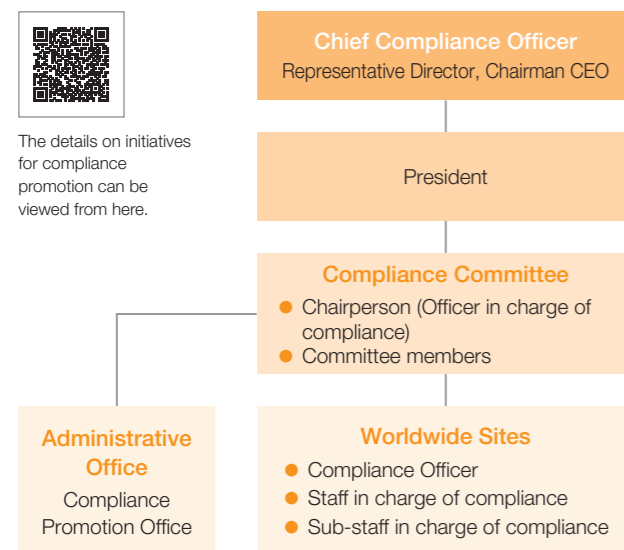 The details on initiatives
for compliance
promotion can be
viewed from here.
Chief Compliance Officer
Representative Director, Chairman CEO
President
Compliance Committee
● Chairperson (Officer in charge of
compliance)
● Committee members
Administrative
Office
Compliance
Promotion Office
Worldwide Sites
● Compliance Officer
● Staff in charge of compliance
● Sub-staff in charge of compliance